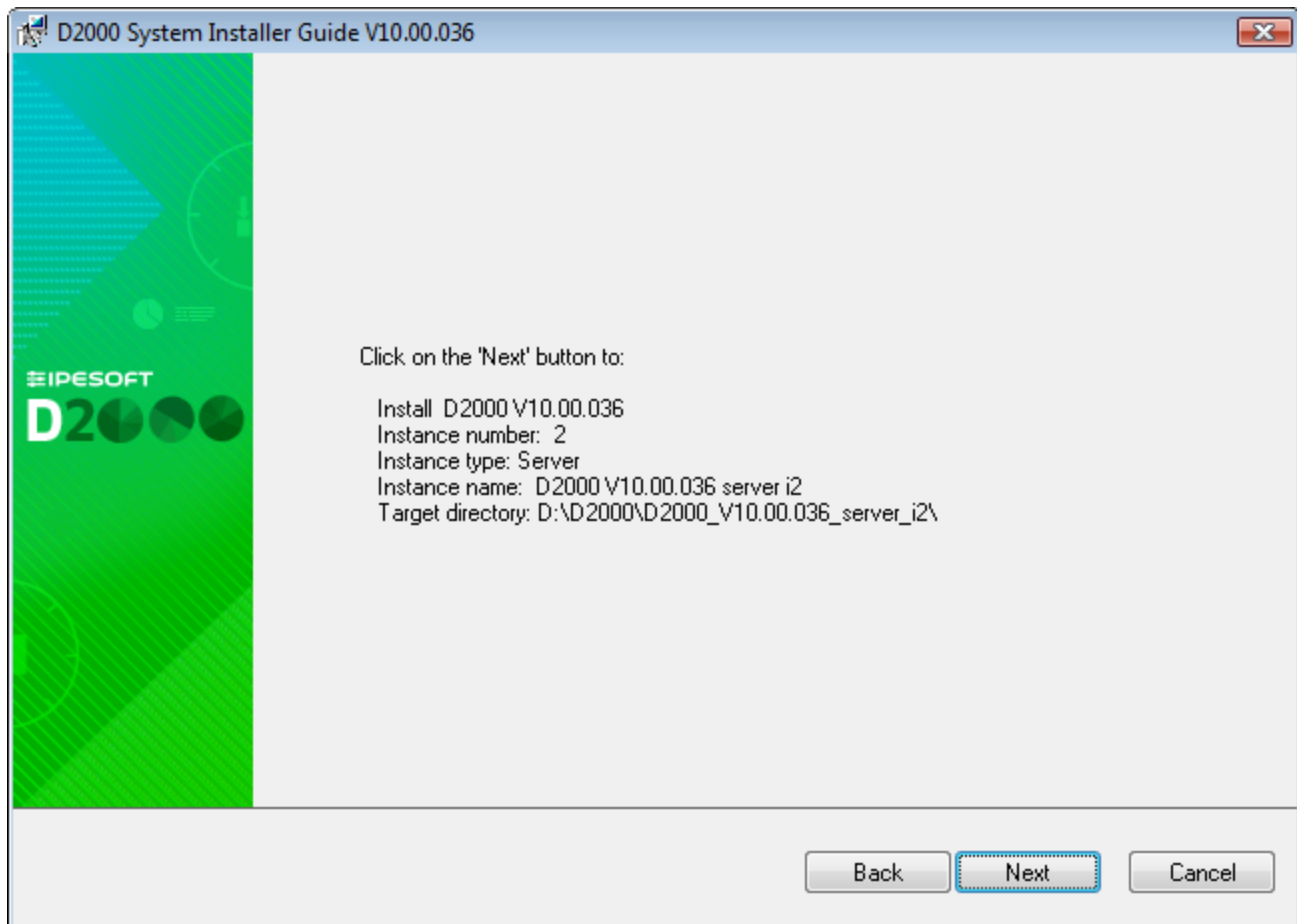 D2000 System Installer Guide V10.00.036
IPESOFT
D2000
Click on the 'Next' button to:
Install D2000 V10.00.036
Instance number: 2
Instance type: Server
Instance name: D2000 V10.00.036 server i2
Target directory: D:\D2000\D2000_V10.00.036_server_i2\
Back Next Cancel